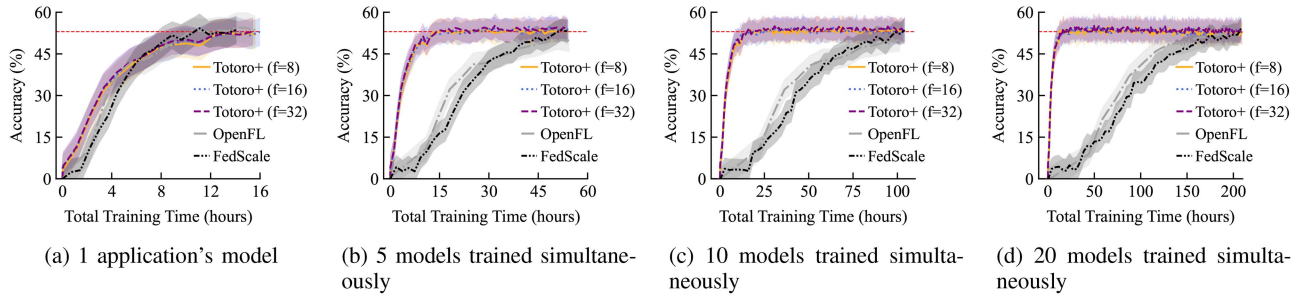 60
45
30
15
0
Accuracy (%)
Totoro+ (f=8)
Totoro+ (f=16)
Totoro+ (f=32)
OpenFL
FedScale
0 4 8 12 16
Total Training Time (hours)
(a) 1 application's model
60
45
30
15
0
Accuracy (%)
Totoro+ (f=8)
Totoro+ (f=16)
Totoro+ (f=32)
OpenFL
FedScale
0 15 30 45 60
Total Training Time (hours)
(b) 5 models trained simultane-
ously
60
45
30
15
0
Accuracy (%)
Totoro+ (f=8)
Totoro+ (f=16)
Totoro+ (f=32)
OpenFL
FedScale
0 25 50 75 100
Total Training Time (hours)
(c) 10 models trained simulta-
neously
60
45
30
15
0
Accuracy (%)
Totoro+ (f=8)
Totoro+ (f=16)
Totoro+ (f=32)
OpenFL
FedScale
0 50 100 150 200
Total Training Time (hours)
(d) 20 models trained simulta-
neously